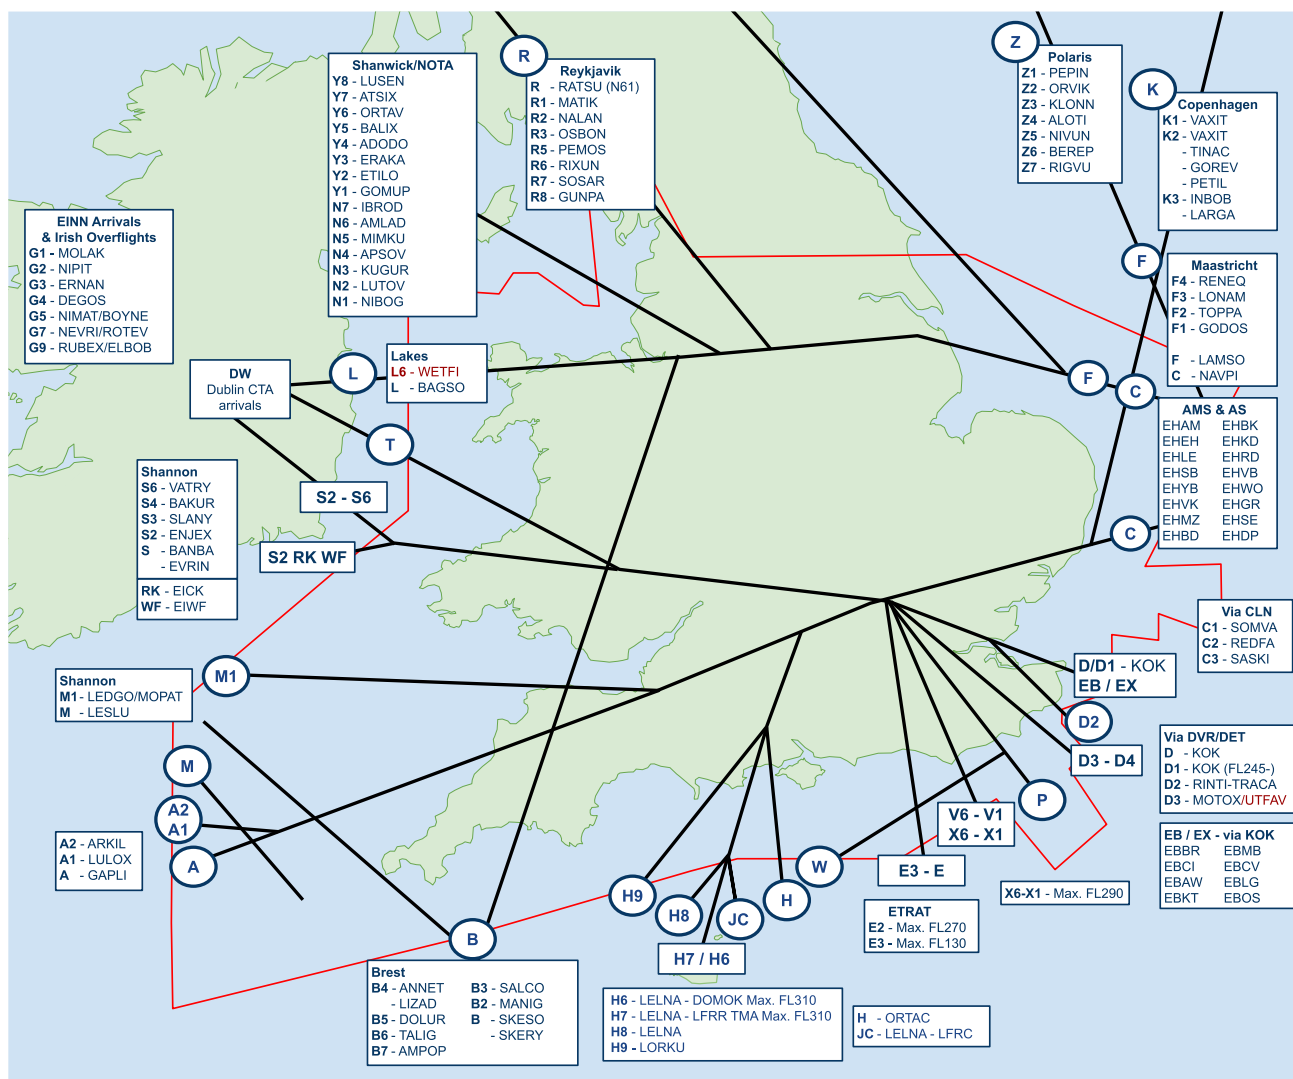 R
Z
K
Shanwick/NOTA
Y8 - LUSEN
Y7 - ATSIX
Y6 - ORTAV
Y5 - BALIX
Y4 - ADODO
Y3 - ERAKA
Y2 - ETILO
Y1 - GOMUP
N7 - IBROD
N6 - AMLAD
N5 - MIMKU
N4 - APSOV
N3 - KUGUR
N2 - LUTOV
N1 - NIBOG
Reykjavik
R - RATSU (N61)
R1 - MATIK
R2 - NALAN
R3 - OSBON
R5 - PEMOS
R6 - RIXUN
R7 - SOSAR
R8 - GUNPA
Polaris
Z1 - PEPIN
Z2 - ORVIK
Z3 - KLONN
Z4 - ALOTI
Z5 - NIVUN
Z6 - BEREP
Z7 - RIGVU
Copenhagen
K1 - VAXIT
K2 - VAXIT
- TINAC
- GOREV
- PETIL
K3 - INBOB
- LARGA
EINN Arrivals
& Irish Overflights
G1 - MOLAK
G2 - NIPIT
G3 - ERNAN
G4 - DEGOS
G5 - NIMAT/BOYNE
G7 - NEVRI/ROTEV
G9 - RUBEX/ELBOB
F
Maastricht
F4 - RENEQ
F3 - LONAM
F2 - TOPPA
F1 - GODOS
F - LAMSO
C - NAVPI
DW
Dublin CTA
arrivals
L
Lakes
L6 - WETFI
L - BAGSO
F
C
T
AMS & AS
EHAM EHBK
EHEH EHKD
EHLE EHRD
EHSB EHVB
EHYB EHWO
EHVK EHGR
EHMZ EHSE
EHBD EHDP
C
Shannon
S6 - VATRY
S4 - BAKUR
S3 - SLANY
S2 - ENJEX
S - BANBA
- EVRIN
RK - EICK
WF - EIWF
S2 - S6
S2 RK WF
Via CLN
C1 - SOMVA
C2 - REDFA
C3 - SASKI
Shannon
M1- LEDGO/MOPAT
M - LESLU
M1
D/D1 - KOK
EB / EX
D2
D3 - D4
Via DVR/DET
D - KOK
D1 - KOK (FL245-)
D2 - RINTI-TRACA
D3 - MOTOX/UTFAV
M
A2
A1
A
A2 - ARKIL
A1 - LULOX
A - GAPLI
P
V6 - V1
X6 - X1
W
E3 - E
EB / EX - via KOK
EBBR EBMB
EBCI EBCV
EBAW EBLG
EBKT EBOS
X6-X1 - Max. FL290
ETRAT
E2 - Max. FL270
E3 - Max. FL130
H9
H8
JC
H
H7 / H6
B
Brest
B4 - ANNET B3 - SALCO
- LIZAD B2 - MANIG
B5 - DOLUR B - SKESO
B6 - TALIG - SKERY
B7 - AMPOP
H6 - LELNA - DOMOK Max. FL310
H7 - LELNA - LFRR TMA Max. FL310
H8 - LELNA
H9 - LORKU
H - ORTAC
JC - LELNA - LFRC